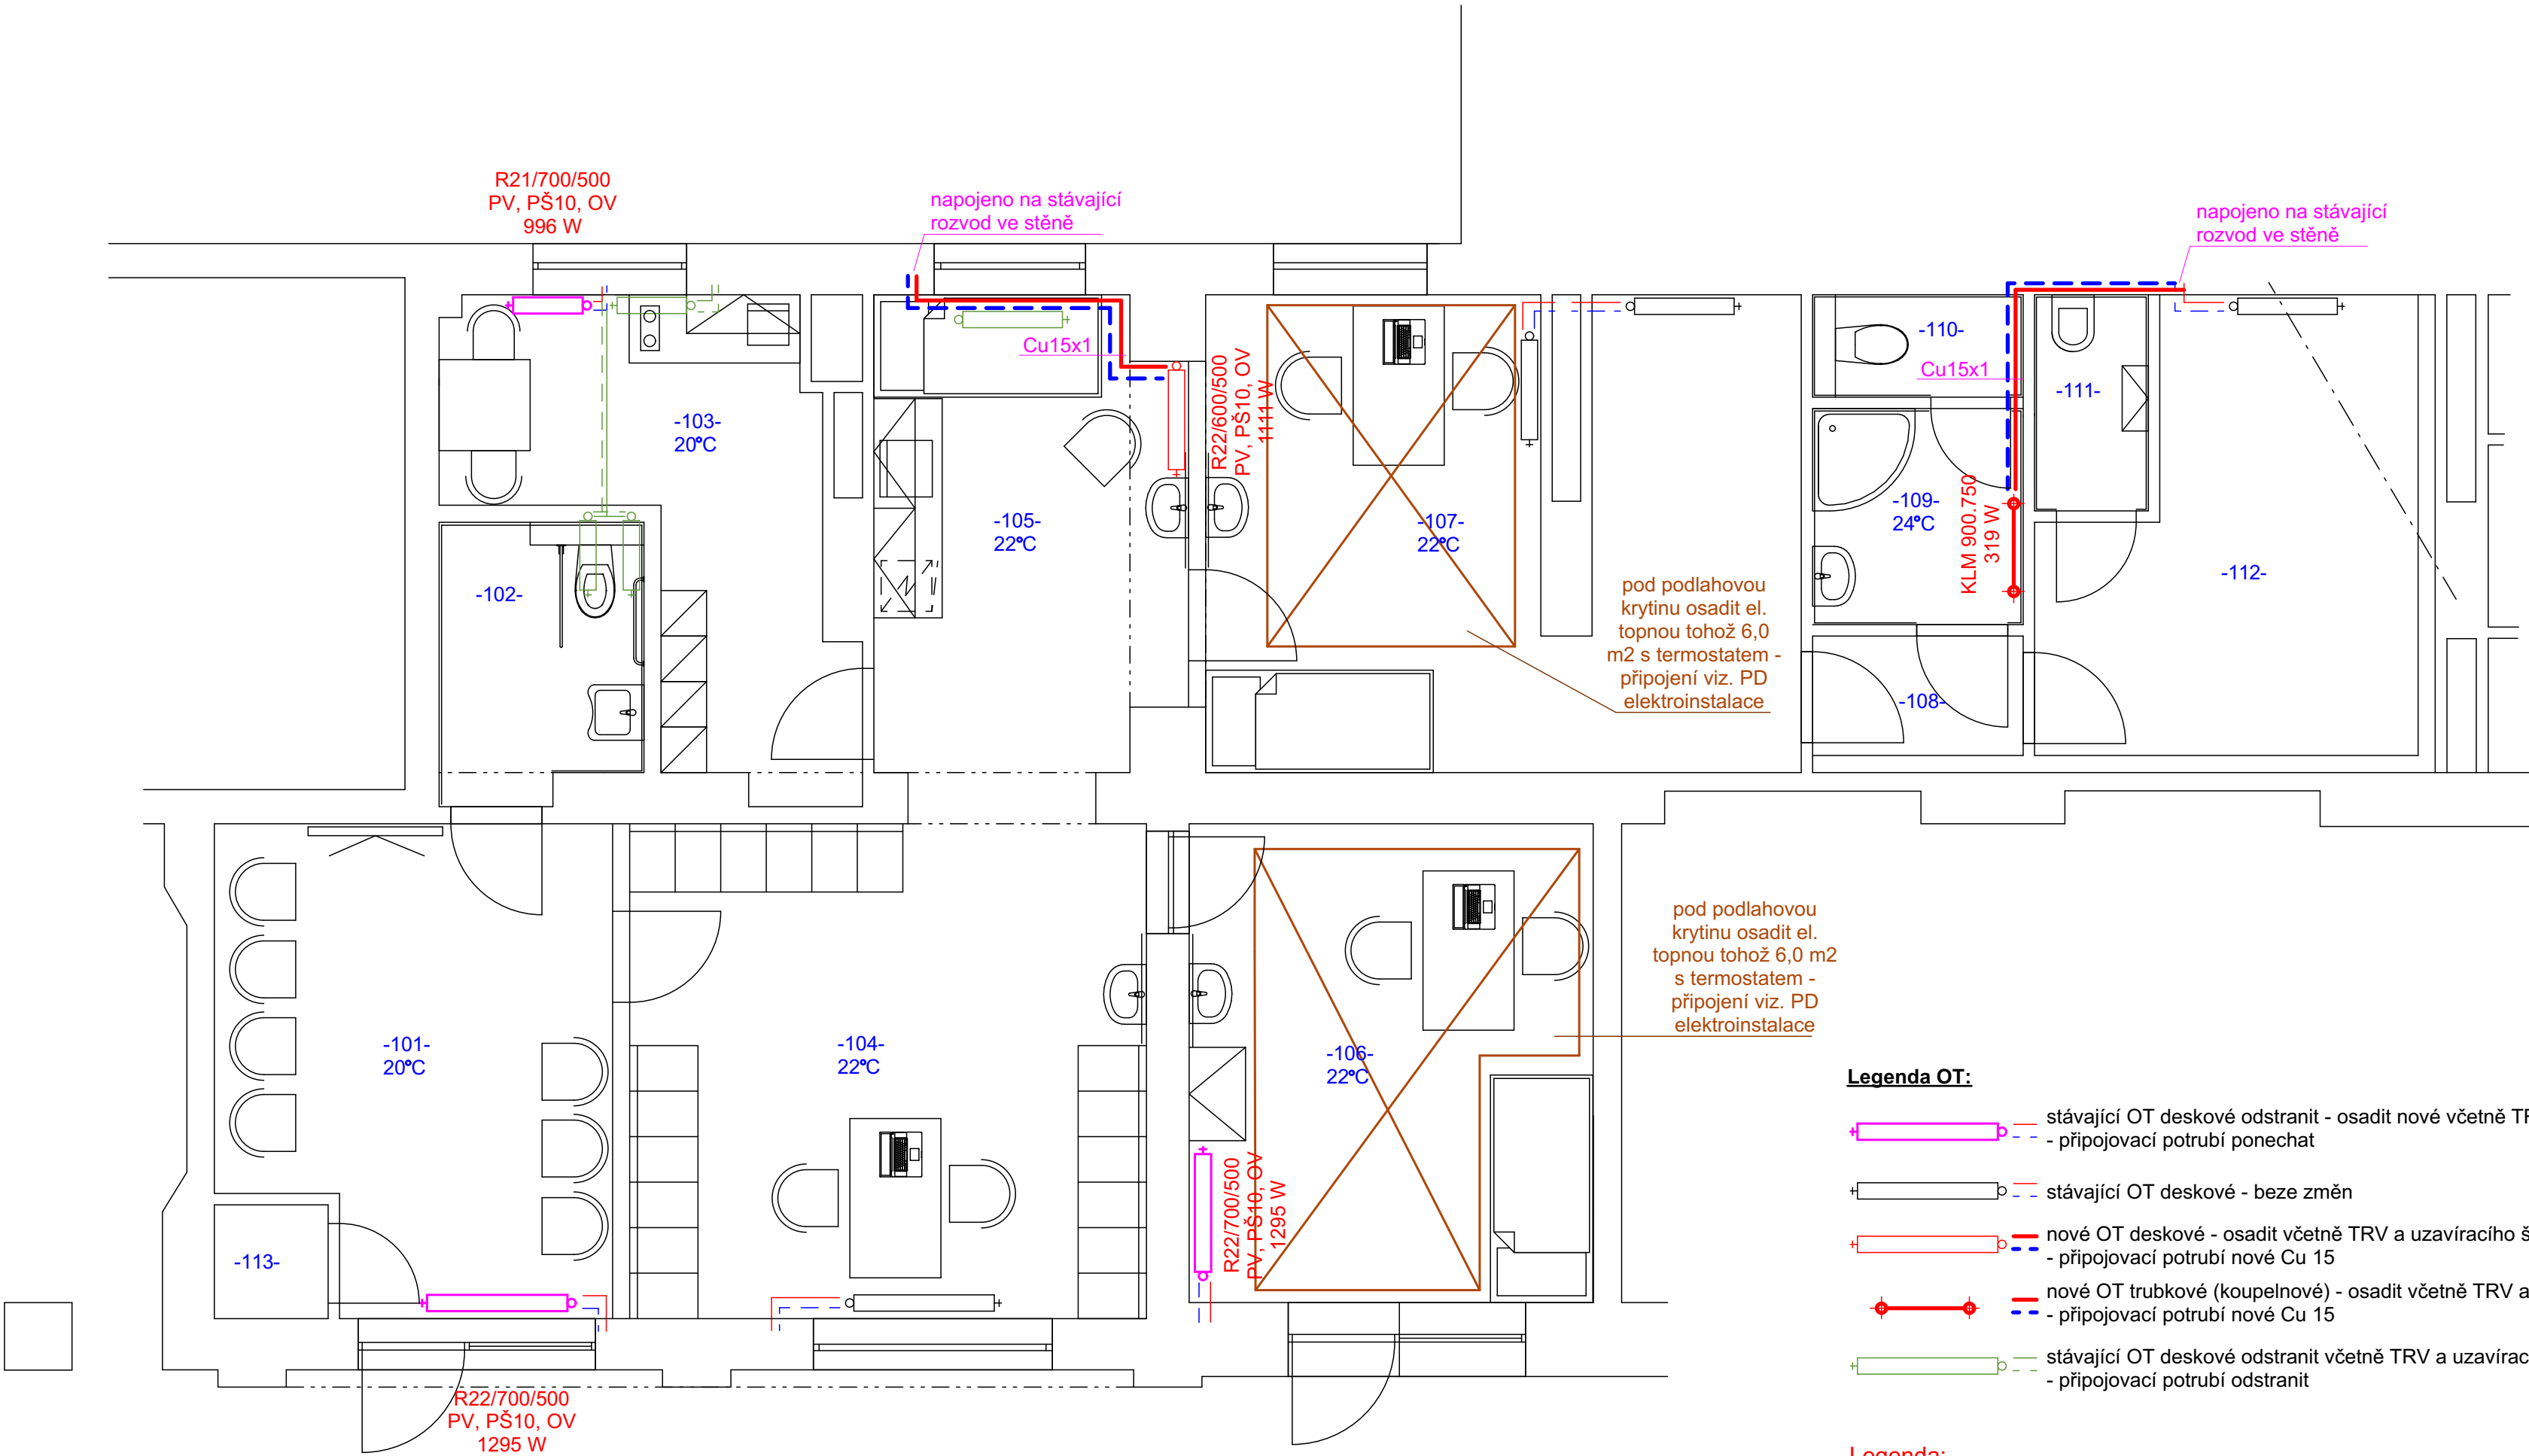 R21/700/500
PV, PŠ10, OV
996 W
napojeno na stávající
rozvod ve stěně
napojeno na stávající
rozvod ve stěně
Cu15x1
R22/600/500
PV, PŠ10, OV
1111 W
-110-
Cu15x1
-111-
-103-
20°C
-105-
22°C
-107-
22°C
-109-
24°C
KLM 900.750
319 W
-102-
-112-
pod podlahovou
krytinu osadit el.
topnou tohož 6,0
m2 s termostatem -
připojení viz. PD
elektroinstalace
-108-
pod podlahovou
krytinu osadit el.
topnou tohož 6,0 m2
s termostatem -
připojení viz. PD
elektroinstalace
-101-
20°C
-104-
22°C
-106-
22°C
R22/700/500
PV, PŠ10, OV
1295 W
-113-
R22/700/500
PV, PŠ10, OV
1295 W
Legenda OT:
stávající OT deskové odstranit - osadit nové včetně
- připojovací potrubí ponechat
stávající OT deskové - beze změn
nové OT deskové - osadit včetně TRV a uzavíracího
- připojovací potrubí nové Cu 15
nové OT trubkové (koupelnové) - osadit včetně TRV a
- připojovací potrubí nové Cu 15
stávající OT deskové odstranit včetně TRV a
- připojovací potrubí odstranit
Legenda: